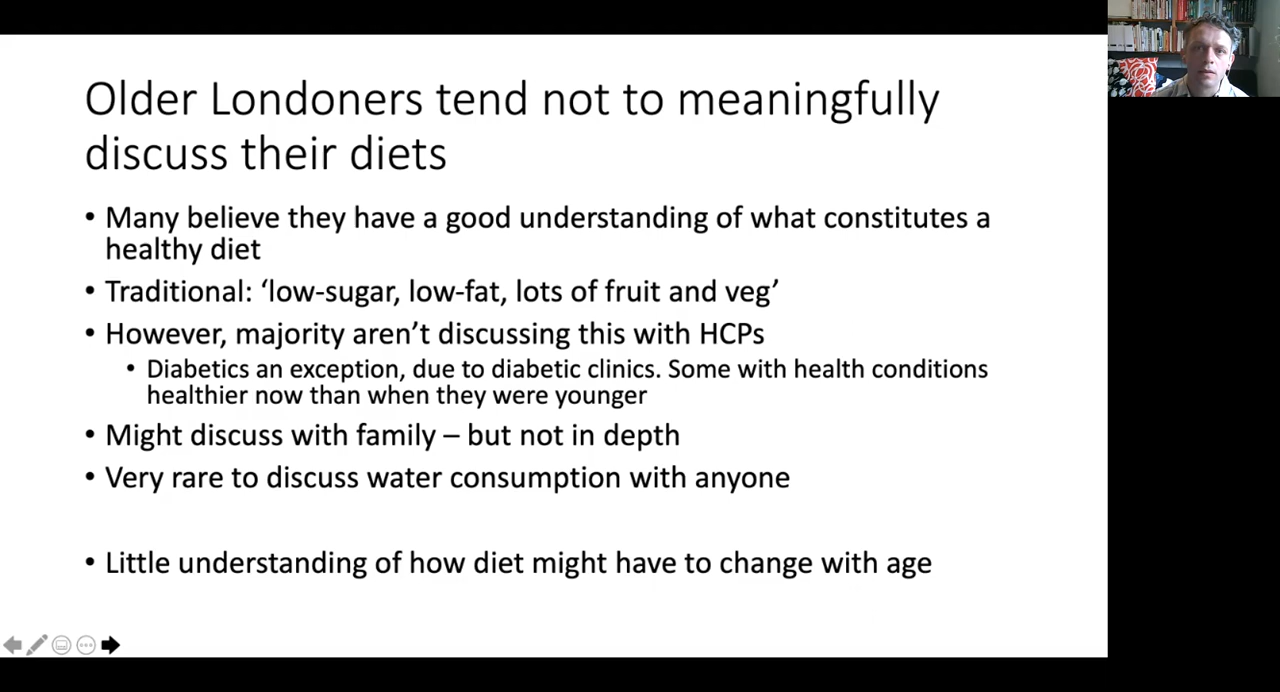 Older Londoners tend not to meaningfully
discuss their diets
• Many believe they have a good understanding of what constitutes a
healthy diet
• Traditional: ‘low-sugar, low-fat, lots of fruit and veg’
• However, majority aren’t discussing this with HCPs
• Diabetics an exception, due to diabetic clinics. Some with health conditions
healthier now than when they were younger
• Might discuss with family – but not in depth
• Very rare to discuss water consumption with anyone
• Little understanding of how diet might have to change with age